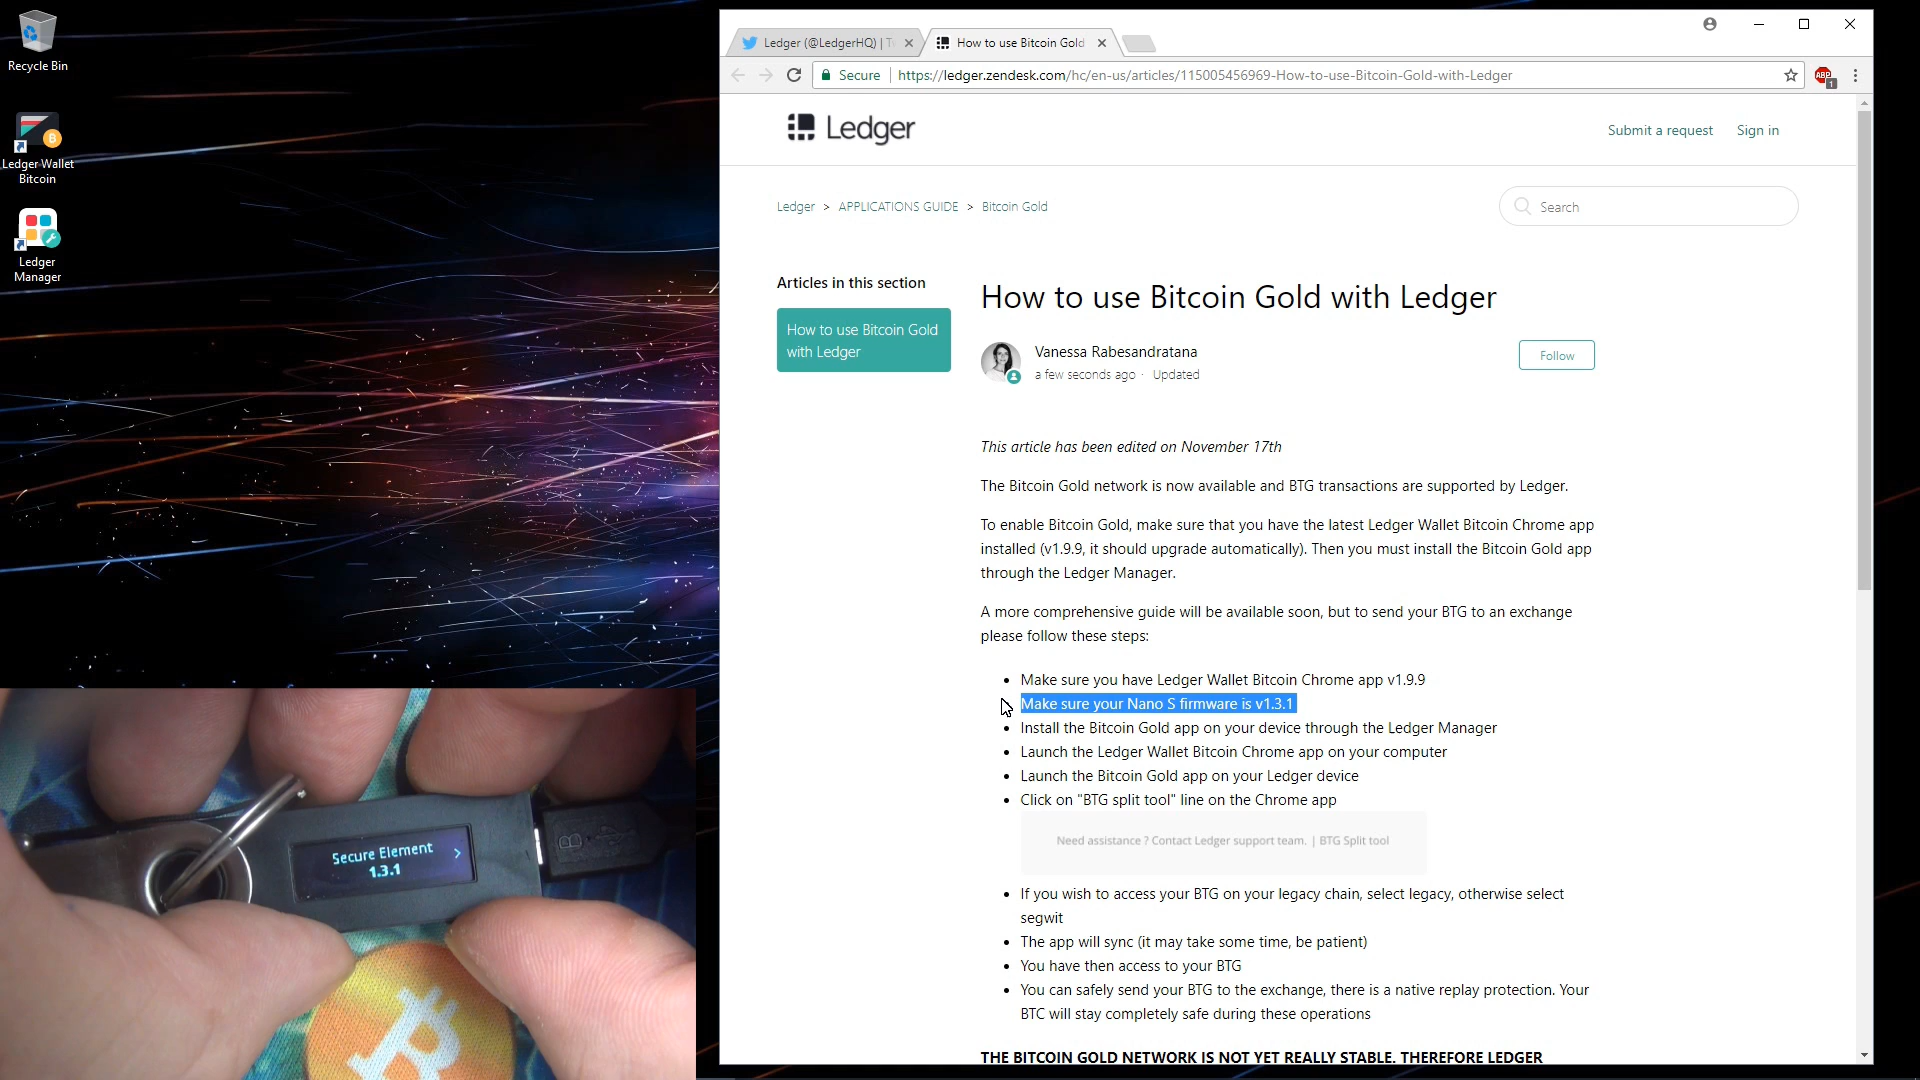 Recycle Bin
Ledger Wallet
Bitcoin
Ledger
Manager
Secure Element
1.3.1
Ledger (@LedgerHQ) | Tw
How to use Bitcoin Gold
Secure
https://ledger.zendesk.com/hc/en-us/articles/115005456969-How-to-use-Bitcoin-Gold-with-Ledger
ABP
1
Ledger
Submit a request
Sign in
Ledger > APPLICATIONS GUIDE > Bitcoin Gold
Search
Articles in this section
How to use Bitcoin Gold
with Ledger
How to use Bitcoin Gold with Ledger
Vanessa Rabesandratana
a few seconds ago · Updated
Follow
This article has been edited on November 17th
The Bitcoin Gold network is now available and BTG transactions are supported by Ledger.
To enable Bitcoin Gold, make sure that you have the latest Ledger Wallet Bitcoin Chrome app
installed (v1.9.9, it should upgrade automatically). Then you must install the Bitcoin Gold app
through the Ledger Manager.
A more comprehensive guide will be available soon, but to send your BTG to an exchange
please follow these steps:
• Make sure you have Ledger Wallet Bitcoin Chrome app v1.9.9
Make sure your Nano S firmware is v1.3.1
• Install the Bitcoin Gold app on your device through the Ledger Manager
• Launch the Ledger Wallet Bitcoin Chrome app on your computer
• Launch the Bitcoin Gold app on your Ledger device
• Click on "BTG split tool" line on the Chrome app
Need assistance ? Contact Ledger support team. | BTG Split tool
• If you wish to access your BTG on your legacy chain, select legacy, otherwise select
segwit
• The app will sync (it may take some time, be patient)
• You have then access to your BTG
• You can safely send your BTG to the exchange, there is a native replay protection. Your
BTC will stay completely safe during these operations
THE BITCOIN GOLD NETWORK IS NOT YET REALLY STABLE. THEREFORE LEDGER